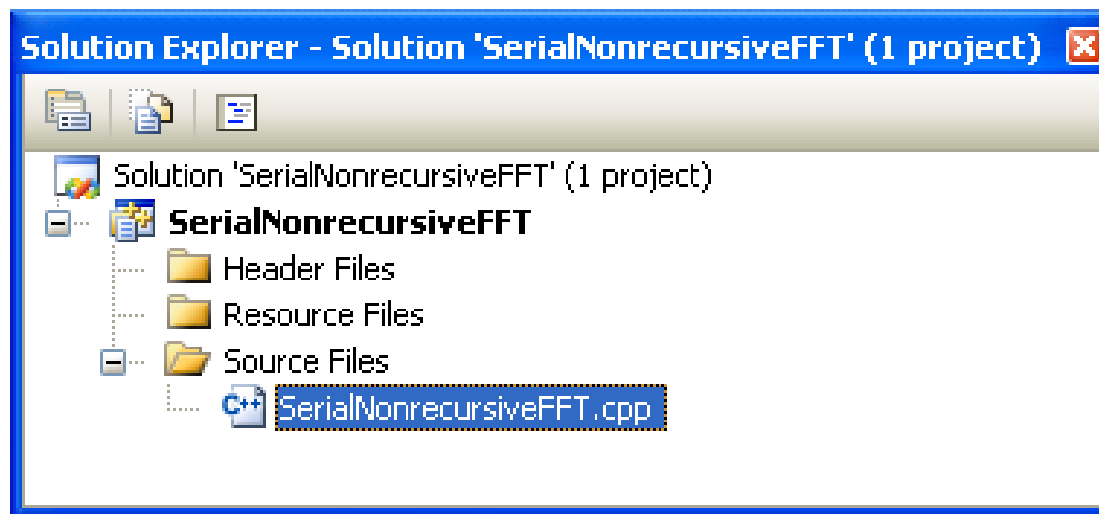 Solution Explorer - Solution 'SerialNonrecursiveFFT' (1 project)
Solution 'SerialNonrecursiveFFT' (1 project)
SerialNonrecursiveFFT
Header Files
Resource Files
Source Files
C++ SerialNonrecursiveFFT.cpp